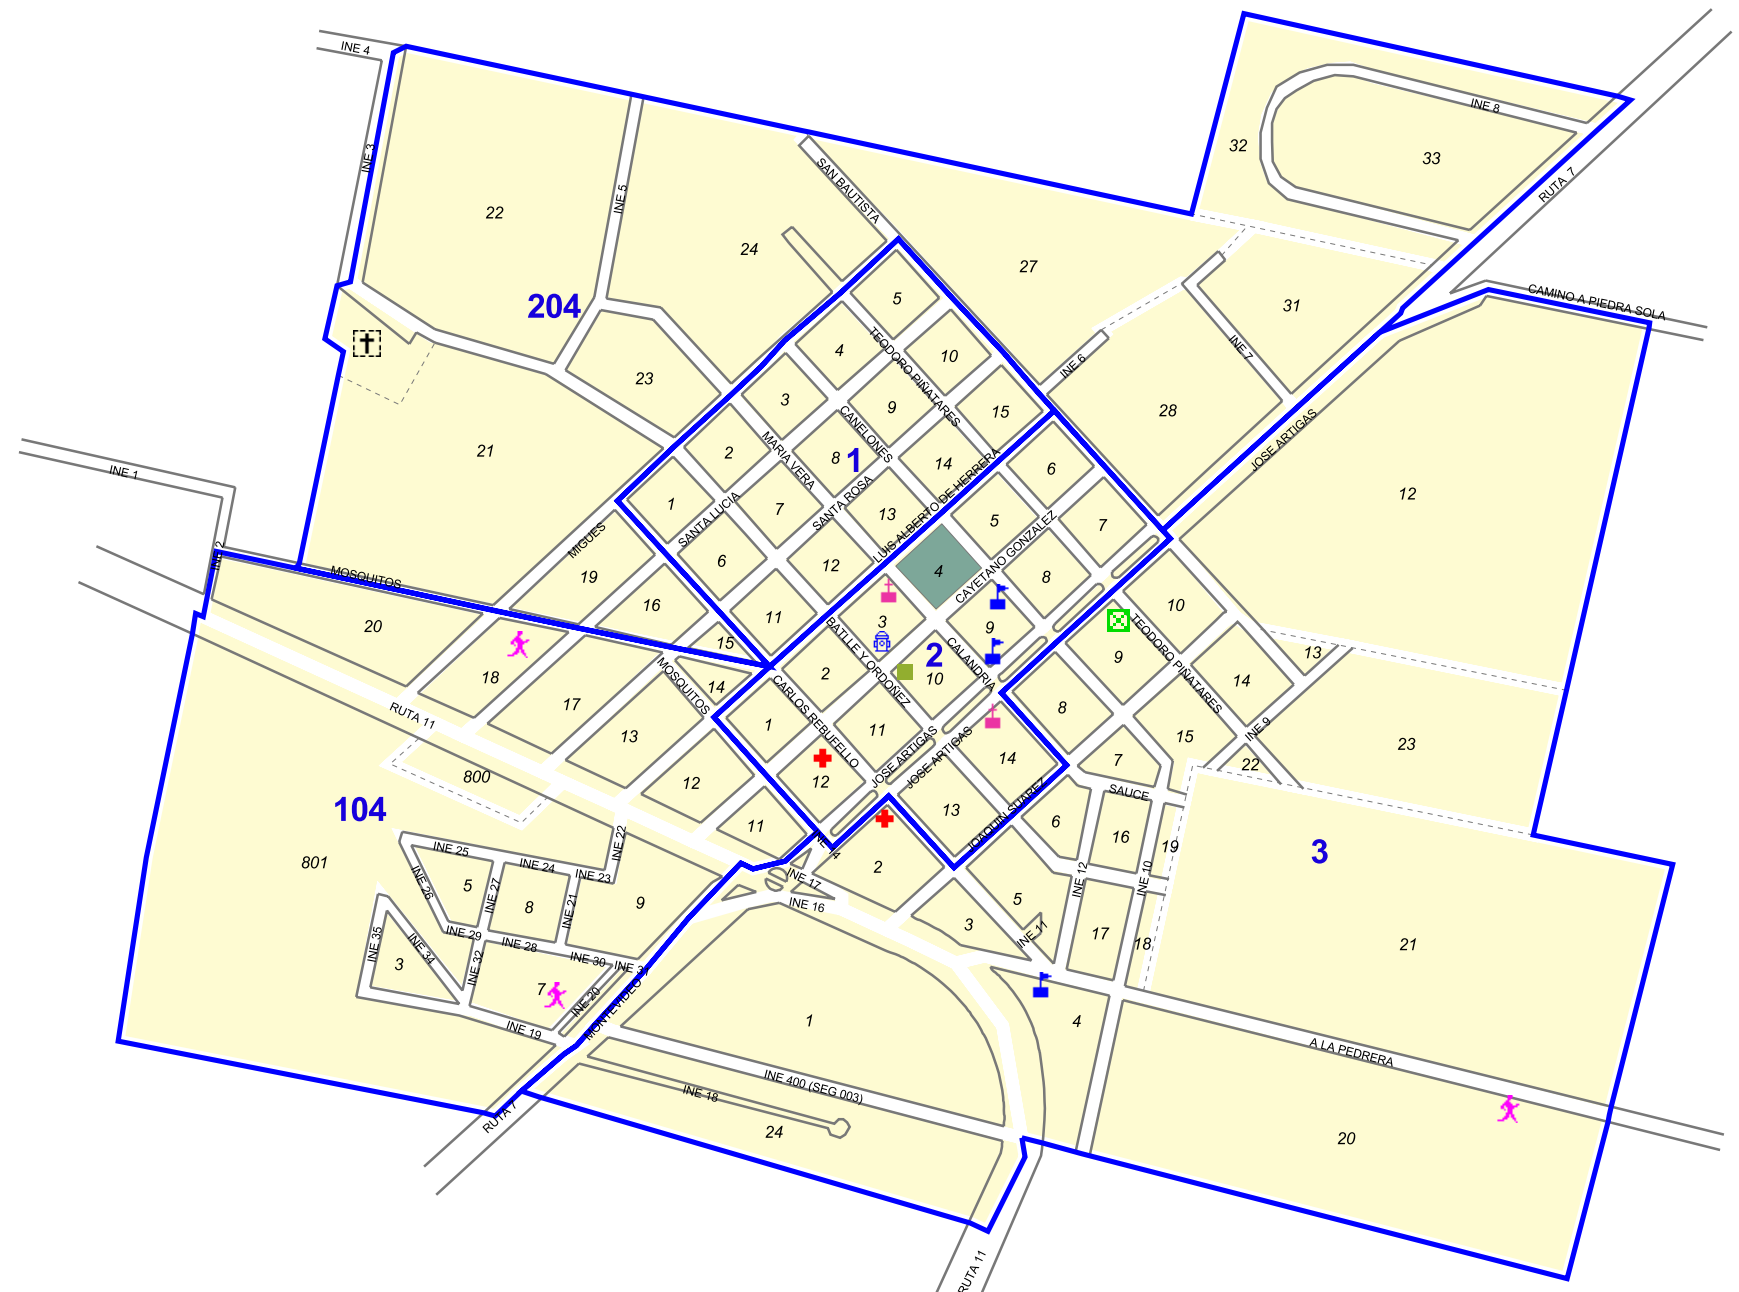 INE 4
INE 8
32
33
INE 3
SAN BAUTISTA
RUTA 7
INE 5
22
24
27
204
5
31
CAMINO A PIEDRA SOLA
TEODORO PIÑATARES
4
10
INE 7
INE 6
23
3
9
15
28
CANELONES
JOSE ARTIGAS
21
MARIA VERA
2
8
1
14
LUIS ALBERTO DE HERRERA
6
INE 1
12
1
SANTA LUCIA
7
SANTA ROSA
13
5
7
MIGUES
CAYETANO GONZALEZ
INE 2
MOSQUITOS
19
6
12
4
8
16
11
3
9
10
TEODORO PIÑATARES
20
15
BATLLE Y ORDOÑEZ
CALANDRIA
2
13
9
18
MOSQUITOS
14
CARLOS REBUFELLO
2
10
14
17
8
RUTA 11
1
11
INE 9
13
JOSE ARTIGAS
JOSE ARTIGAS
14
15
23
800
12
12
7
22
104
13
JOAQUIN SUAREZ
SAUCE
11
6
16
3
801
INE 22
INE 14
19
INE 25
INE 24
INE 23
2
INE 17
INE 12
INE 10
INE 26
5
INE 27
8
INE 21
9
INE 16
5
3
INE 11
17
18
21
INE 35
INE 34
INE 29
INE 28
INE 30
INE 31
INE 32
3
7
INE 20
MONTEVIDEO
1
4
INE 19
A LA PEDRERA
INE 400 (SEG 003)
INE 18
RUTA 7
24
20
RUTA 11